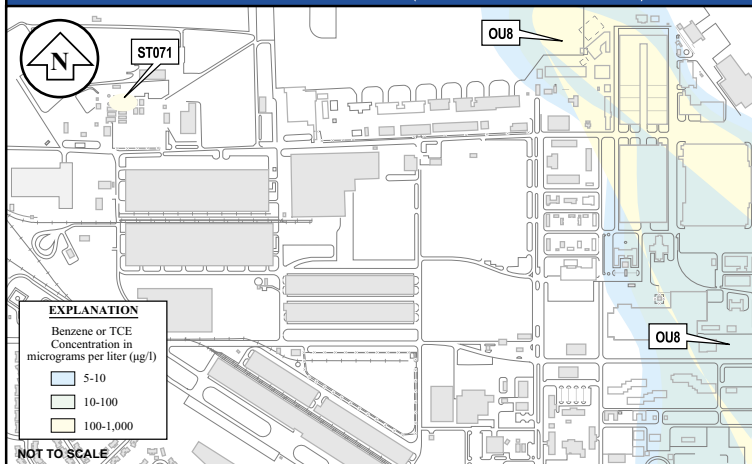 N
ST071
OU8
OU8
EXPLANATION
Benzene or TCE
Concentration in
micrograms per liter (µg/l)
5-10
10-100
100-1,000
NOT TO SCALE